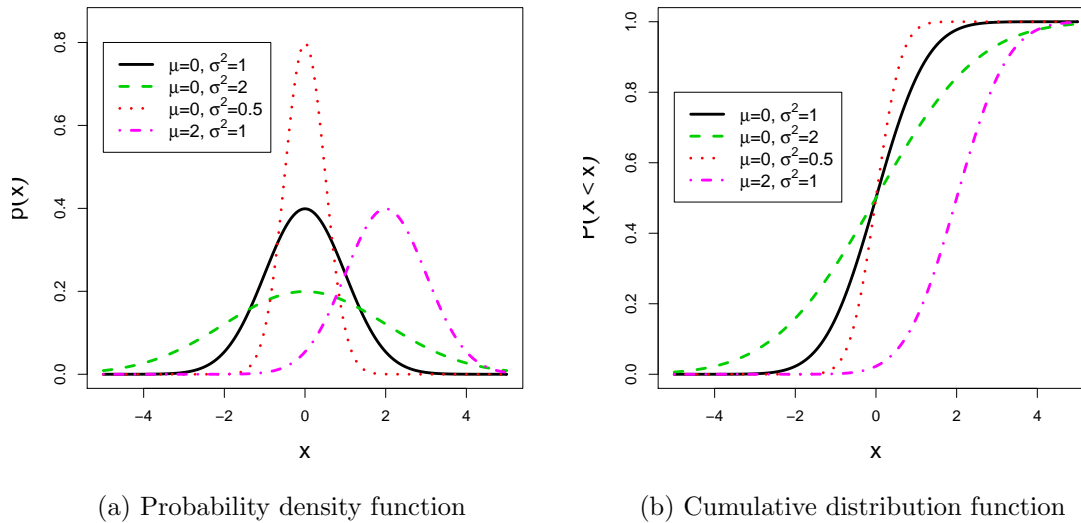 p(x)
0.0 0.2 0.4 0.6 0.8
μ=0, σ²=1
μ=0, σ²=2
μ=0, σ²=0.5
μ=2, σ²=1
−4 −2 0 2 4
x
(a) Probability density function
P(X < x)
0.0 0.2 0.4 0.6 0.8 1.0
μ=0, σ²=1
μ=0, σ²=2
μ=0, σ²=0.5
μ=2, σ²=1
−4 −2 0 2 4
x
(b) Cumulative distribution function